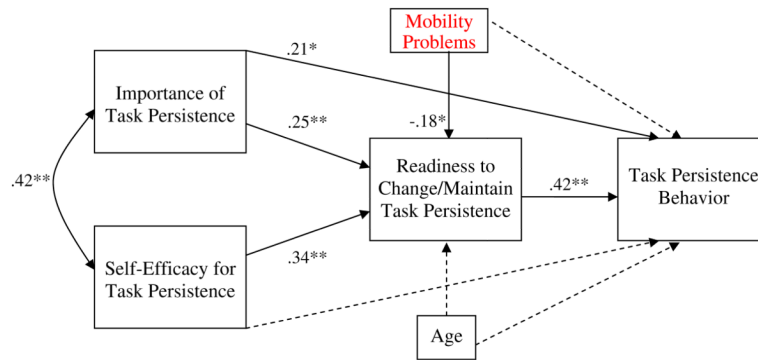 Mobility
Problems
.21*
Importance of
Task Persistence
.25**
-.18*
Readiness to
Change/Maintain
Task Persistence
.42**
Task Persistence
Behavior
.42**
Self-Efficacy for
Task Persistence
.34**
Age